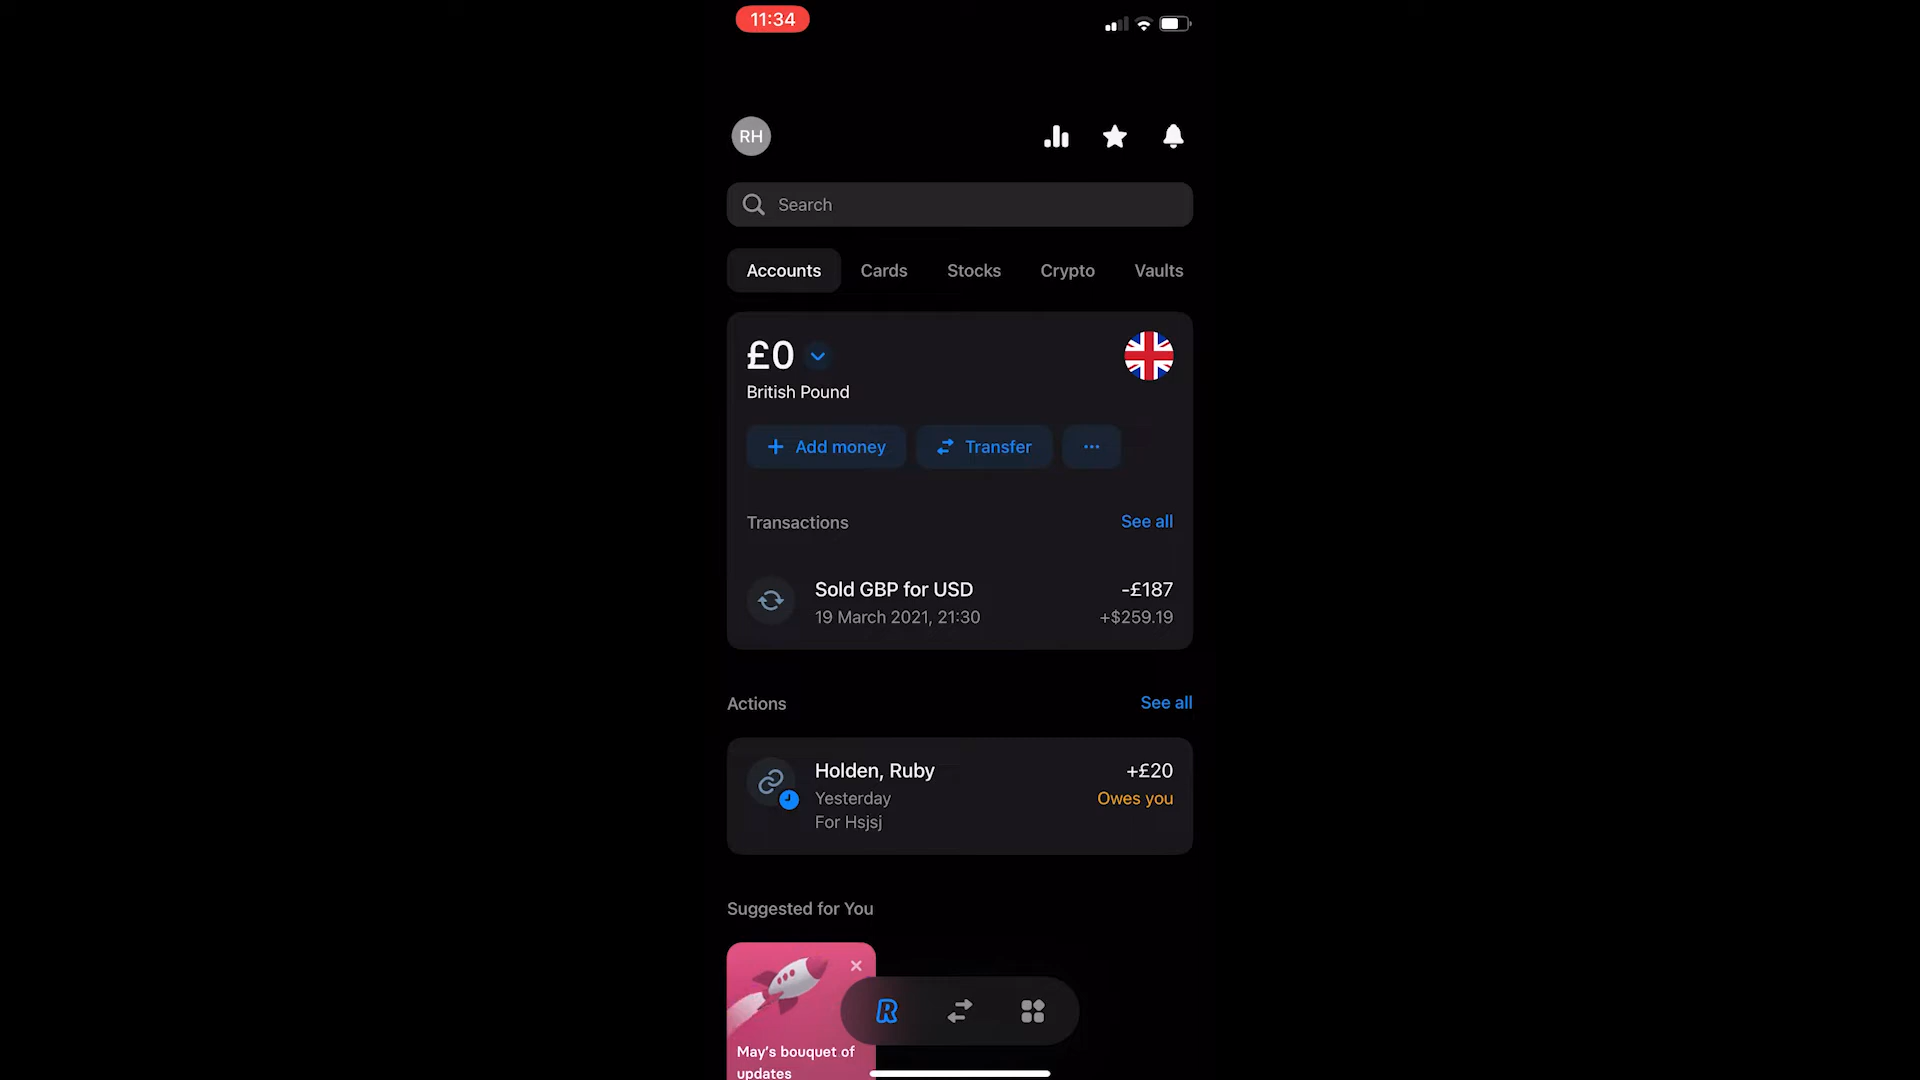 11:34
RH
Search
Accounts Cards Stocks Crypto Vaults
£0
British Pound
+ Add money Transfer ...
Transactions See all
Sold GBP for USD -£187
19 March 2021, 21:30 +$259.19
Actions See all
Holden, Ruby +£20
Yesterday Owes you
For Hsjsj
Suggested for You
May's bouquet of
updates
R